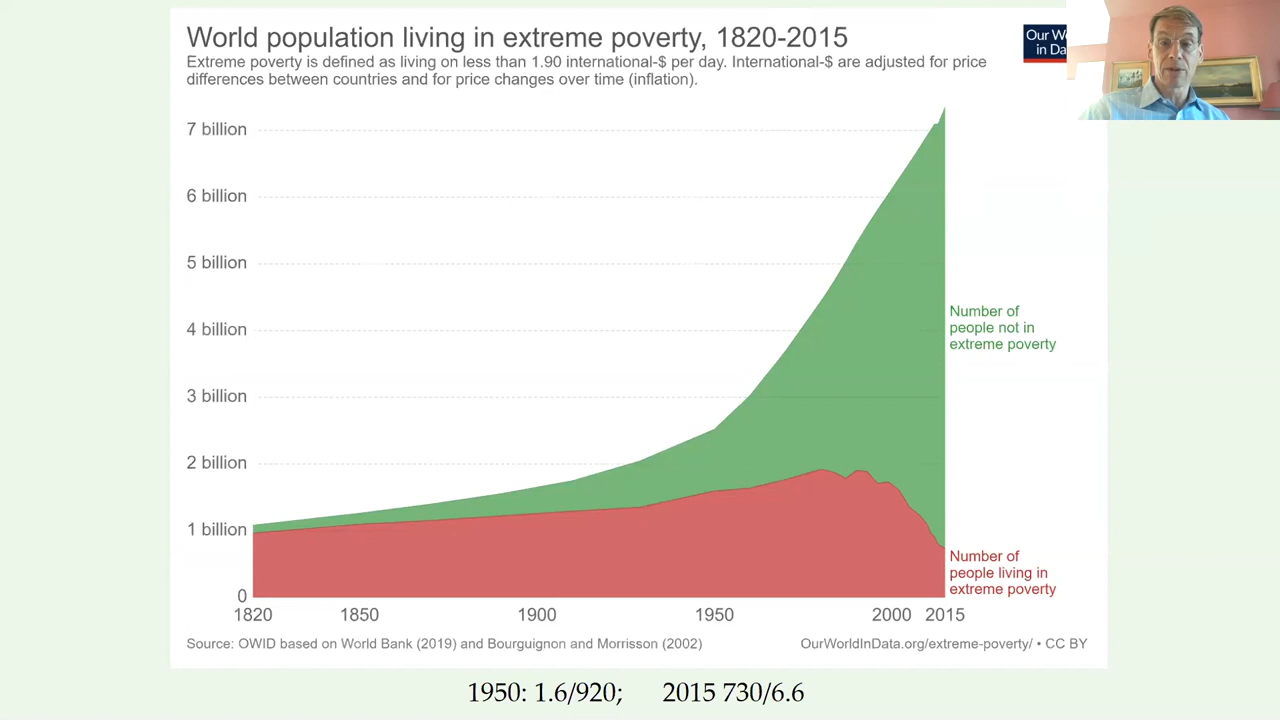 World population living in extreme poverty, 1820-2015
Extreme poverty is defined as living on less than 1.90 international-$ per day. International-$ are adjusted for price
differences between countries and for price changes over time (inflation).
Our
in
7 billion
6 billion
5 billion
4 billion
3 billion
2 billion
1 billion
0
Number of
people not in
extreme poverty
Number of
people living in
extreme poverty
1820 1850 1900 1950 2000 2015
Source: OWID based on World Bank (2019) and Bourguignon and Morrisson (2002)
OurWorldInData.org/extreme-poverty/ • CC BY
1950: 1.6/920; 2015 730/6.6